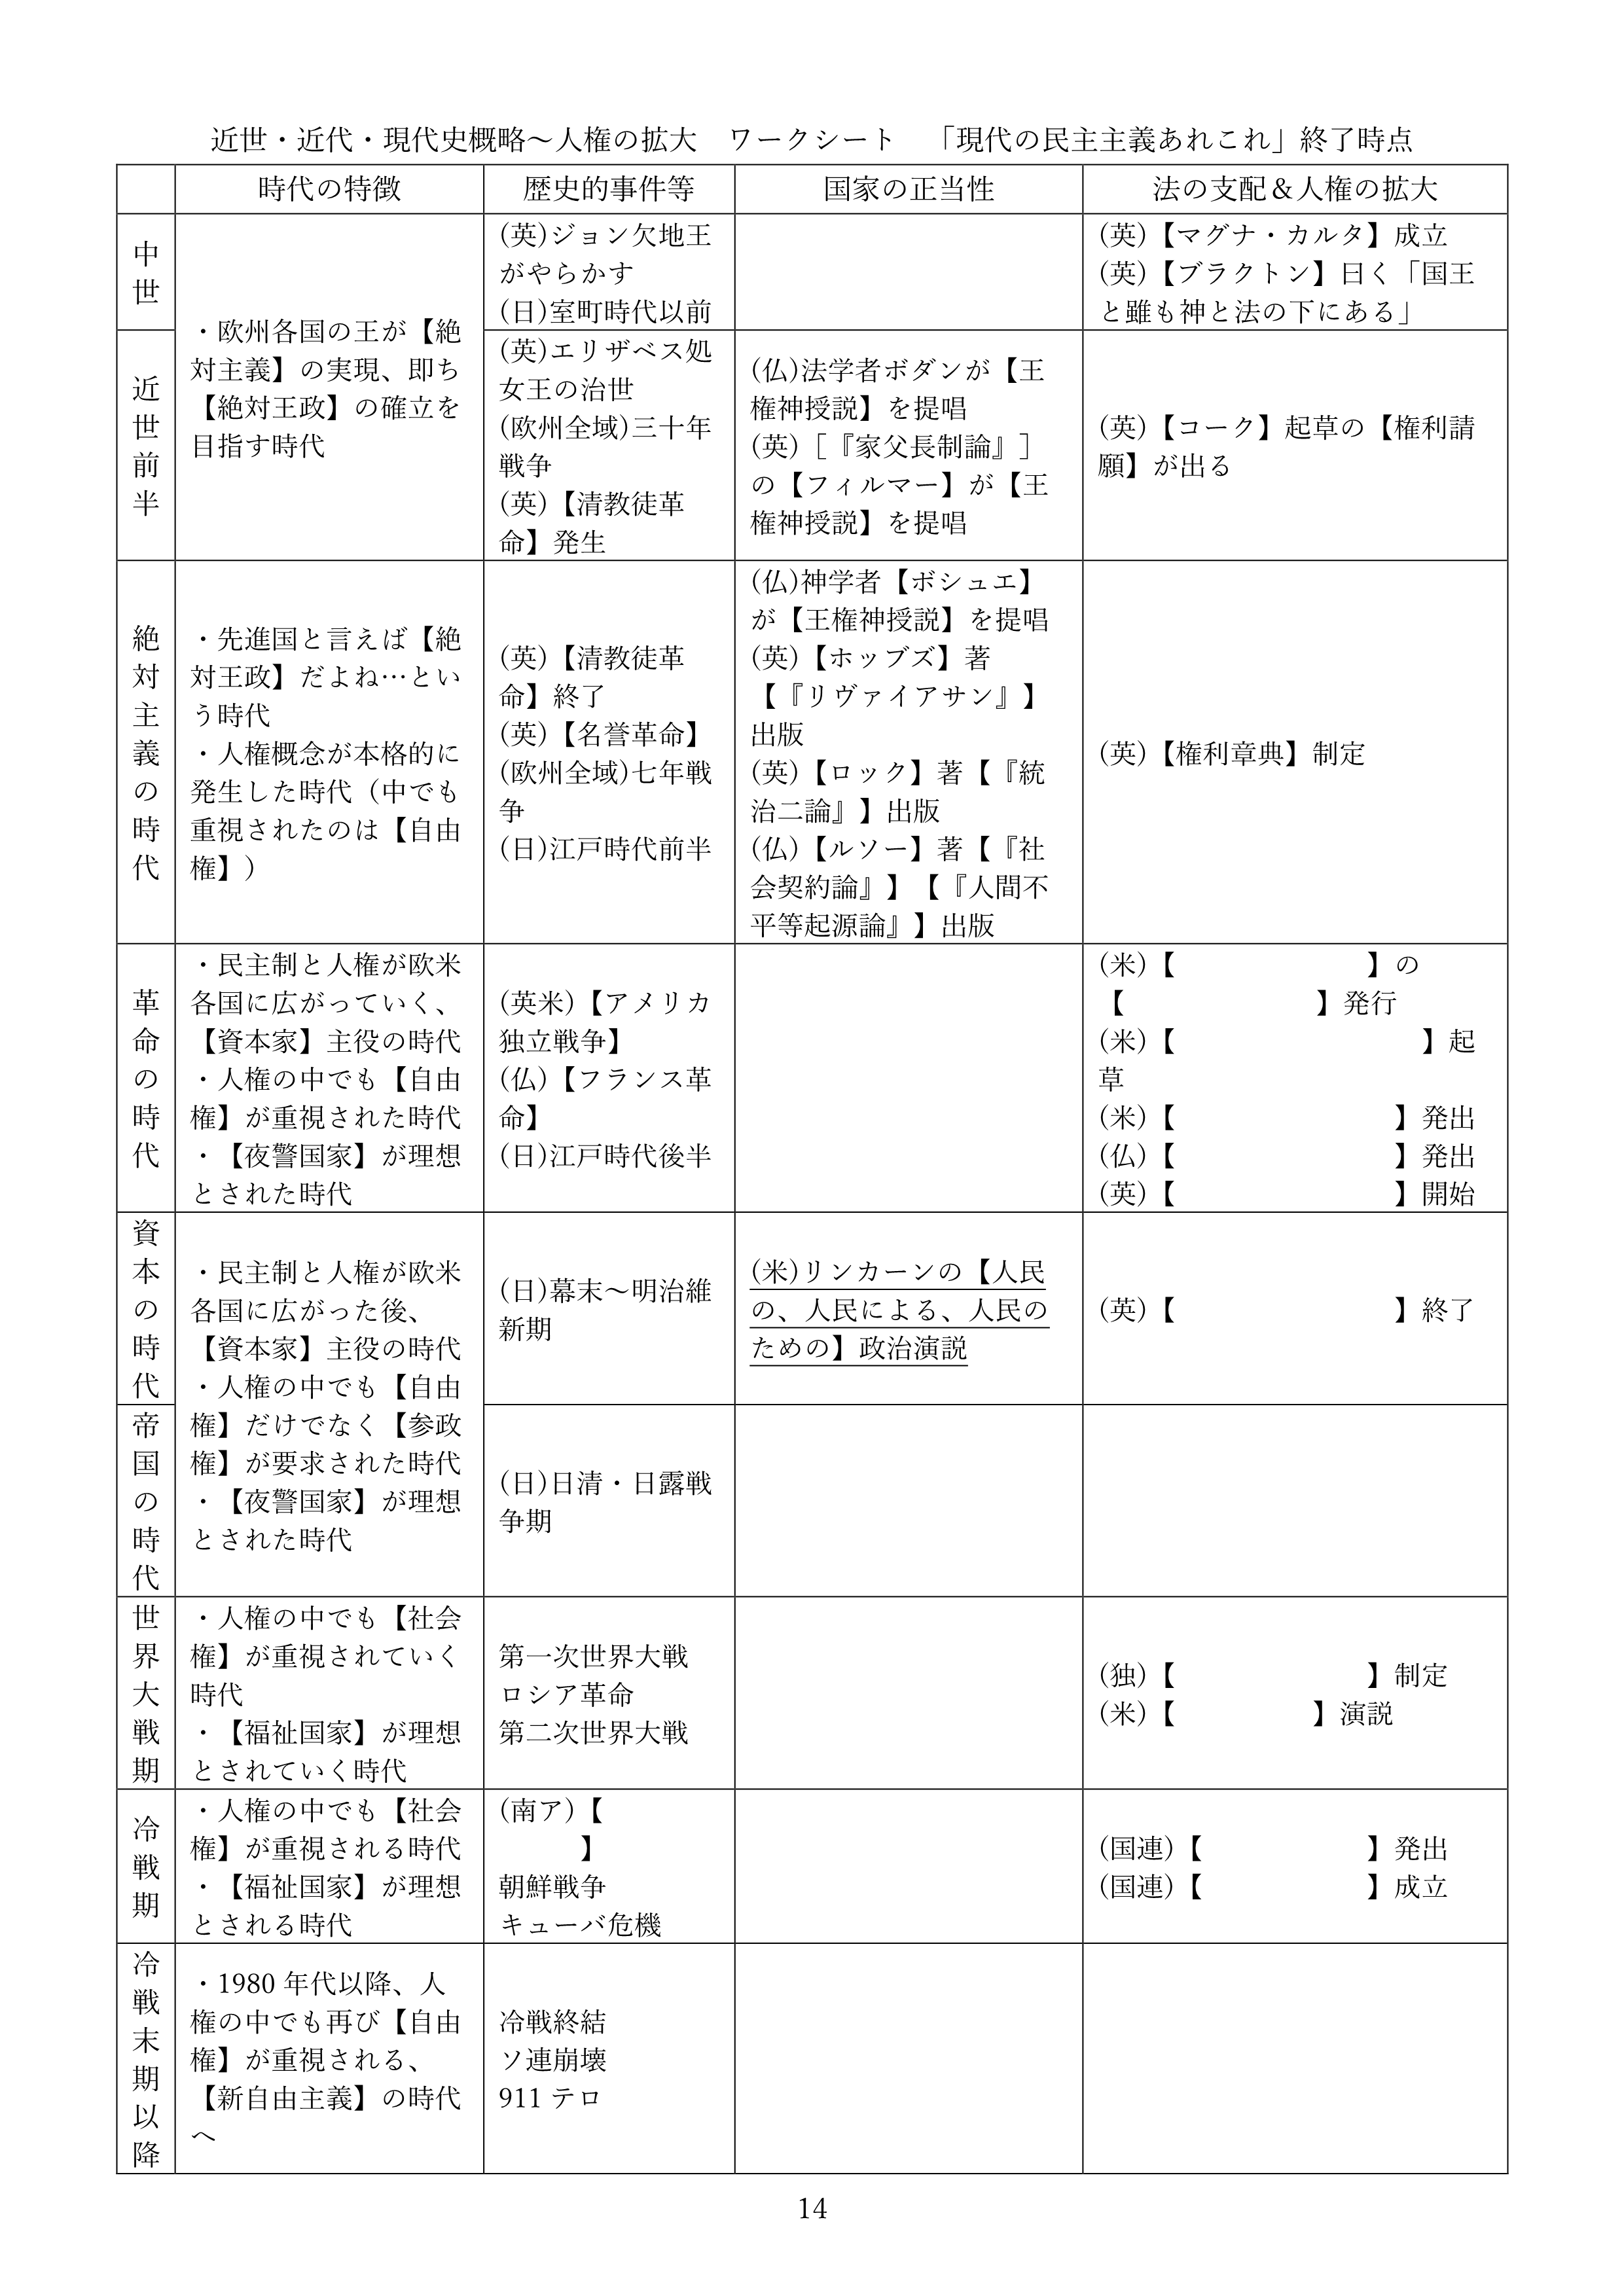 近世・近代・現代史概略～人権の拡大　ワークシート　「現代の民主主義あれこれ」終了時点
時代の特徴
歴史的事件等
国家の正当性
法の支配＆人権の拡大
中世
・欧州各国の王が【絶
対主義】の実現、即ち
【絶対王政】の確立を
目指す時代
(英)ジョン欠地王
がやらかす
(日)室町時代以前
(英)【マグナ・カルタ】成立
(英)【ブラクトン】曰く「国王
と雖も神と法の下にある」
近世前半
(英)エリザベス処
女王の治世
(欧州全域)三十年
戦争
(英)【清教徒革
命】発生
(仏)法学者ボダンが【王
権神授説】を提唱
(英)［『家父長制論』］
の【フィルマー】が【王
権神授説】を提唱
(英)【コーク】起草の【権利請
願】が出る
絶対主義の時代
・先進国と言えば【絶
対王政】だよね…とい
う時代
・人権概念が本格的に
発生した時代（中でも
重視されたのは【自由
権】）
(英)【清教徒革
命】終了
(英)【名誉革命】
(欧州全域)七年戦
争
(日)江戸時代前半
(仏)神学者【ボシュエ】
が【王権神授説】を提唱
(英)【ホッブズ】著
【『リヴァイアサン』】
出版
(英)【ロック】著【『統
治二論』】出版
(仏)【ルソー】著【『社
会契約論』】【『人間不
平等起源論』】出版
(英)【権利章典】制定
革命の時代
・民主制と人権が欧米
各国に広がっていく、
【資本家】主役の時代
・人権の中でも【自由
権】が重視された時代
・【夜警国家】が理想
とされた時代
(英米)【アメリカ
独立戦争】
(仏)【フランス革
命】
(日)江戸時代後半
(米)【　　　　　　　】の
【　　　　　　　】発行
(米)【　　　　　　　　　】起
草
(米)【　　　　　　　　】発出
(仏)【　　　　　　　　】発出
(英)【　　　　　　　　】開始
資本の時代
・民主制と人権が欧米
各国に広がった後、
【資本家】主役の時代
・人権の中でも【自由
権】だけでなく【参政
権】が要求された時代
・【夜警国家】が理想
とされた時代
(日)幕末～明治維
新期
(米)リンカーンの【人民
の、人民による、人民の
ための】政治演説
(英)【　　　　　　　　】終了
帝国の時代
(日)日清・日露戦
争期
世界大戦期
・人権の中でも【社会
権】が重視されていく
時代
・【福祉国家】が理想
とされていく時代
第一次世界大戦
ロシア革命
第二次世界大戦
(独)【　　　　　　　】制定
(米)【　　　　　】演説
冷戦期
・人権の中でも【社会
権】が重視される時代
・【福祉国家】が理想
とされる時代
(南ア)【
　　　】
朝鮮戦争
キューバ危機
(国連)【　　　　　　】発出
(国連)【　　　　　　】成立
冷戦末期以降
・1980 年代以降、人
権の中でも再び【自由
権】が重視される、
【新自由主義】の時代
へ
冷戦終結
ソ連崩壊
911 テロ
14